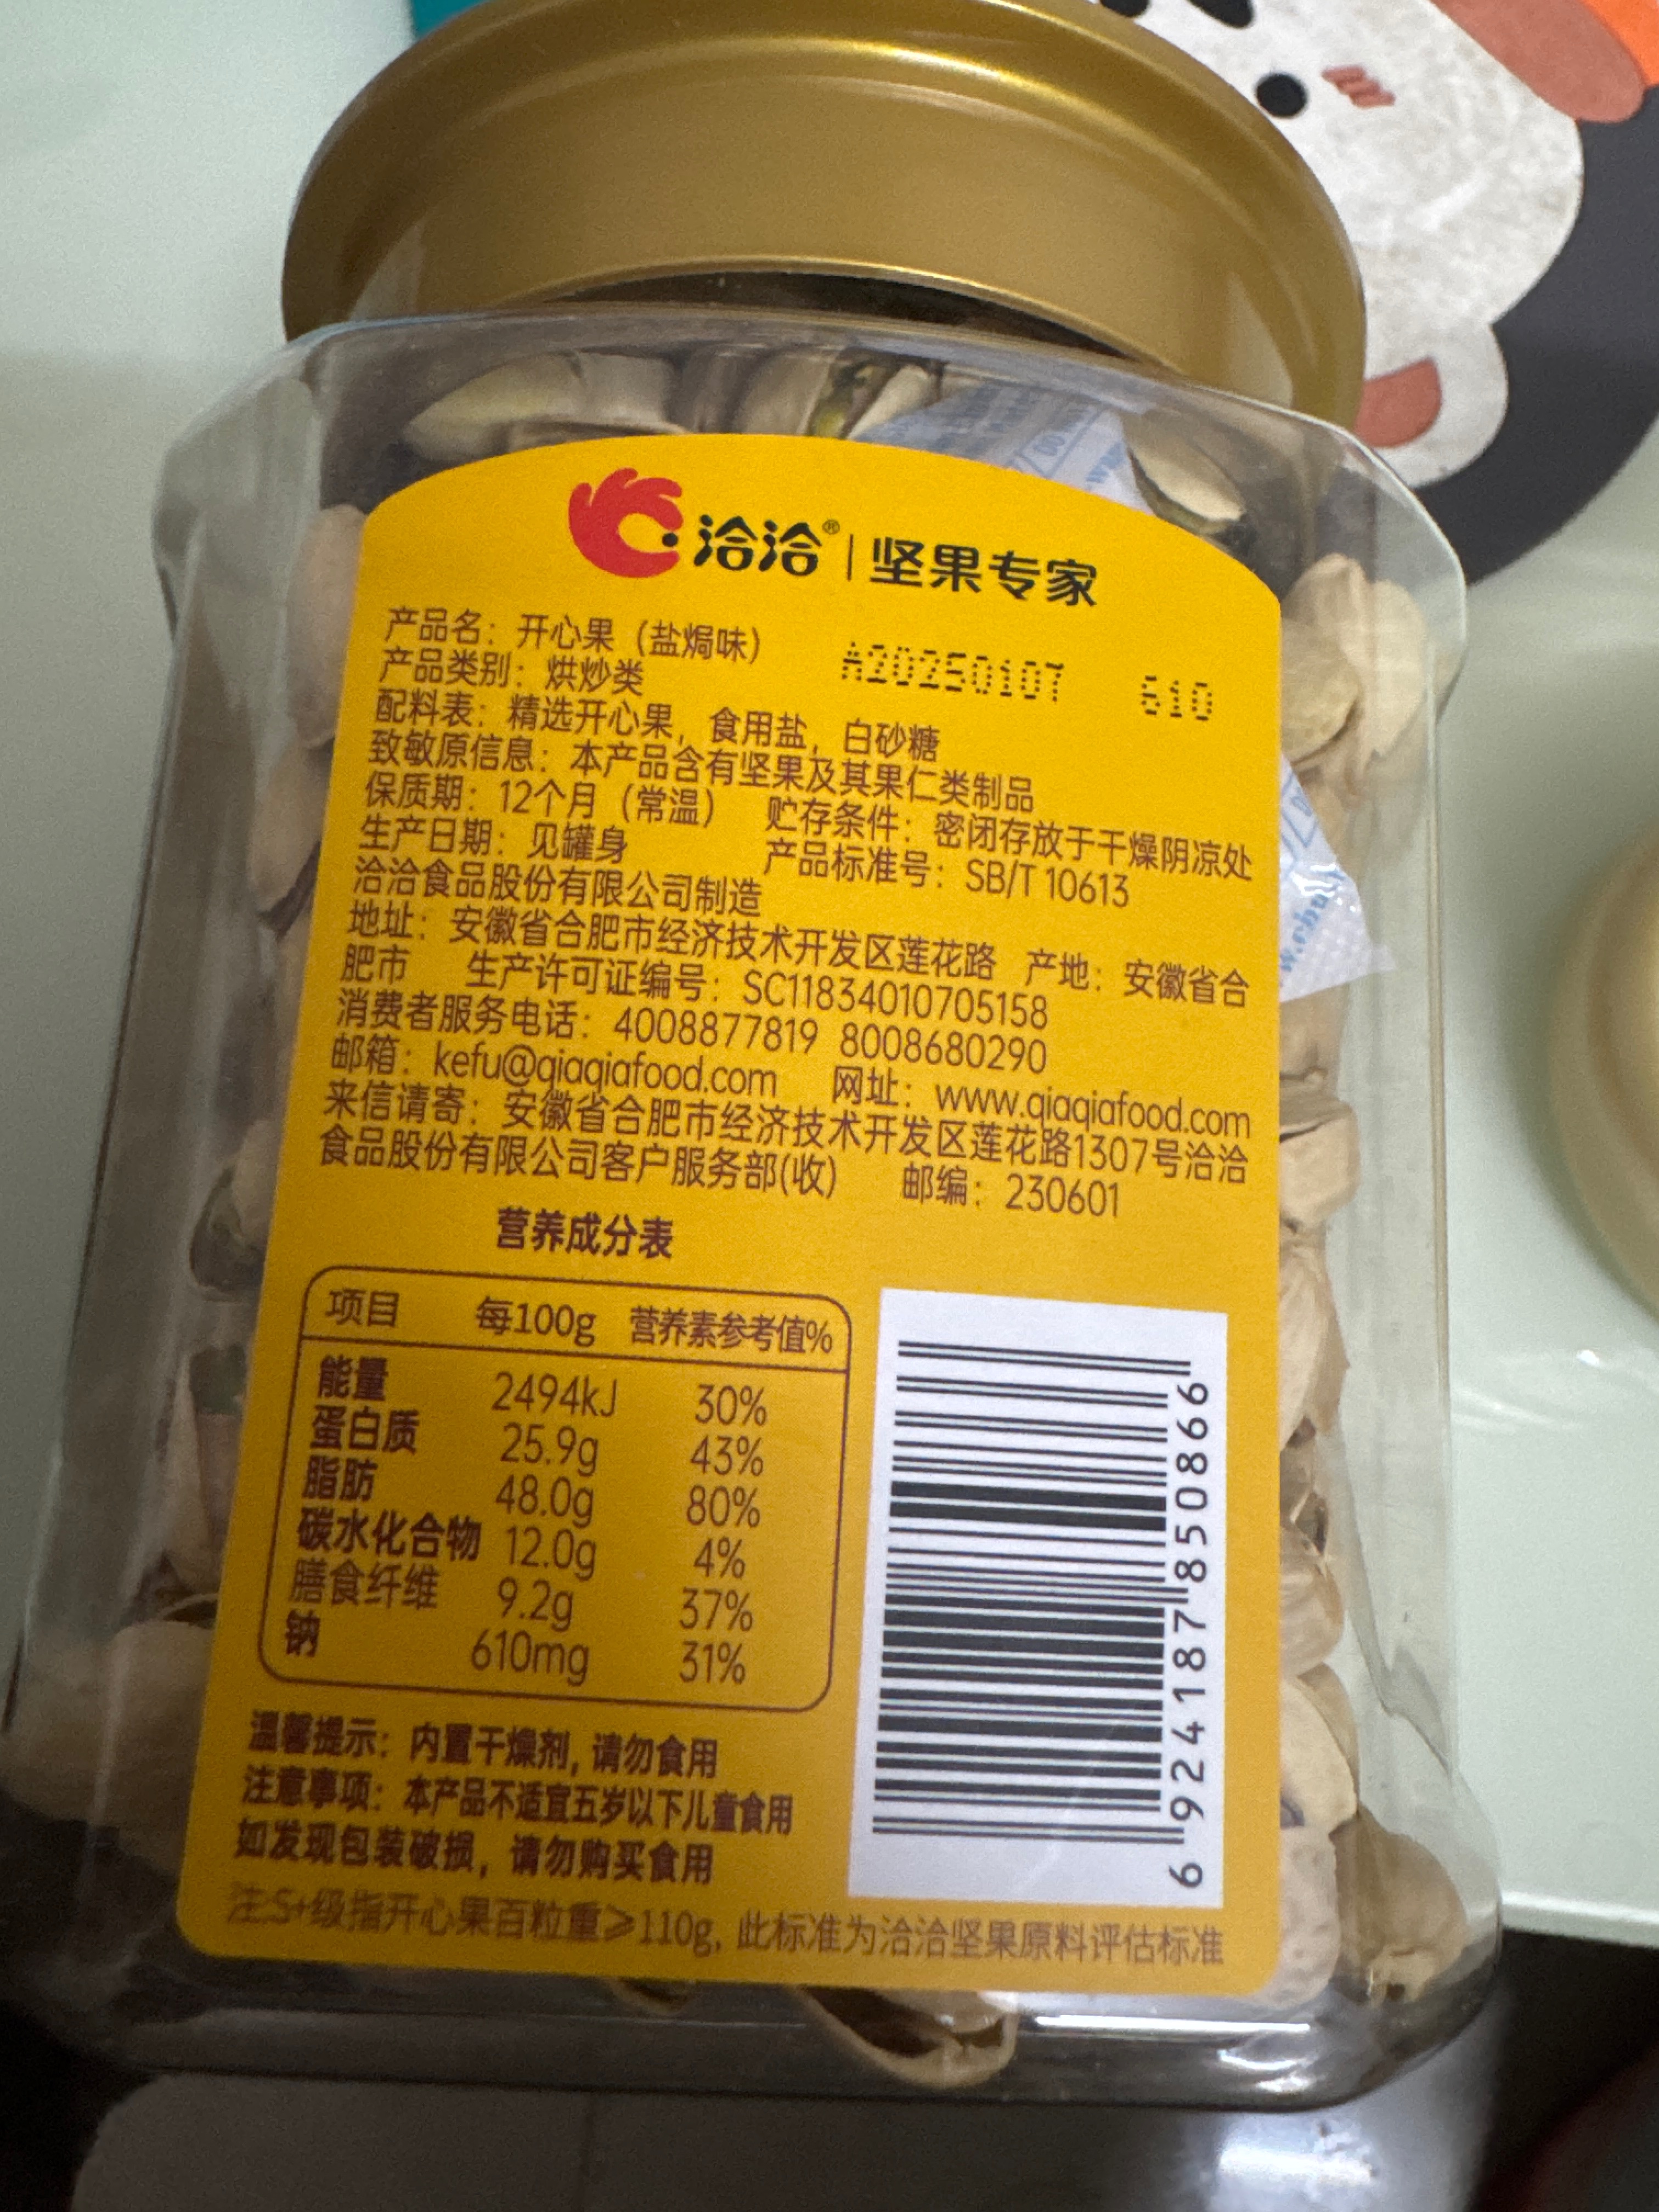 洽洽® | 坚果专家
产品名：开心果（盐焗味）
A20250107 610
产品类别：烘炒类
配料表：精选开心果，食用盐，白砂糖
致敏原信息：本产品含有坚果及其果仁类制品
保质期：12个月（常温） 贮存条件：密闭存放于干燥阴凉处
生产日期：见罐身 产品标准号：SB/T 10613
洽洽食品股份有限公司制造
地址：安徽省合肥市经济技术开发区莲花路 产地：安徽省合
肥市 生产许可证编号：SC11834010705158
消费者服务电话：4008877819 8008680290
邮箱：kefu@qiaqiafood.com 网址：www.qiaqiafood.com
来信请寄：安徽省合肥市经济技术开发区莲花路1307号洽洽
食品股份有限公司客户服务部(收) 邮编：230601
营养成分表
项目 每100g 营养素参考值%
能量 2494kJ 30%
蛋白质 25.9g 43%
脂肪 48.0g 80%
碳水化合物 12.0g 4%
膳食纤维 9.2g 37%
钠 610mg 31%
6 924187 850866
温馨提示：内置干燥剂，请勿食用
注意事项：本产品不适宜五岁以下儿童食用
如发现包装破损，请勿购买食用
注:S+级指开心果百粒重≥110g, 此标准为洽洽坚果原料评估标准